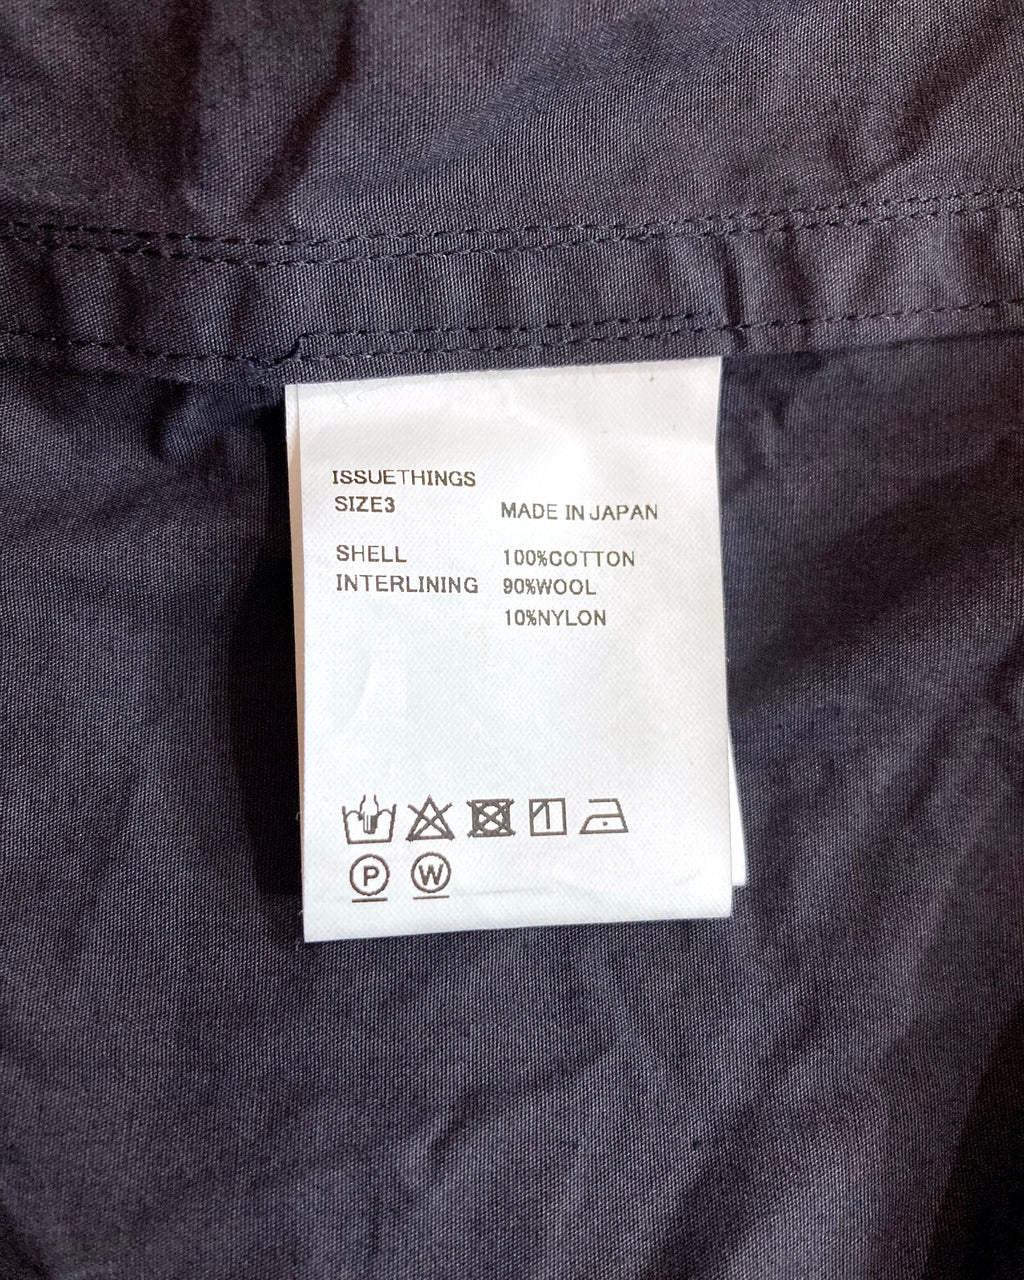 ISSUETHINGS
SIZE3 MADE IN JAPAN
SHELL 100%COTTON
INTERLINING 90%WOOL
10%NYLON
P W